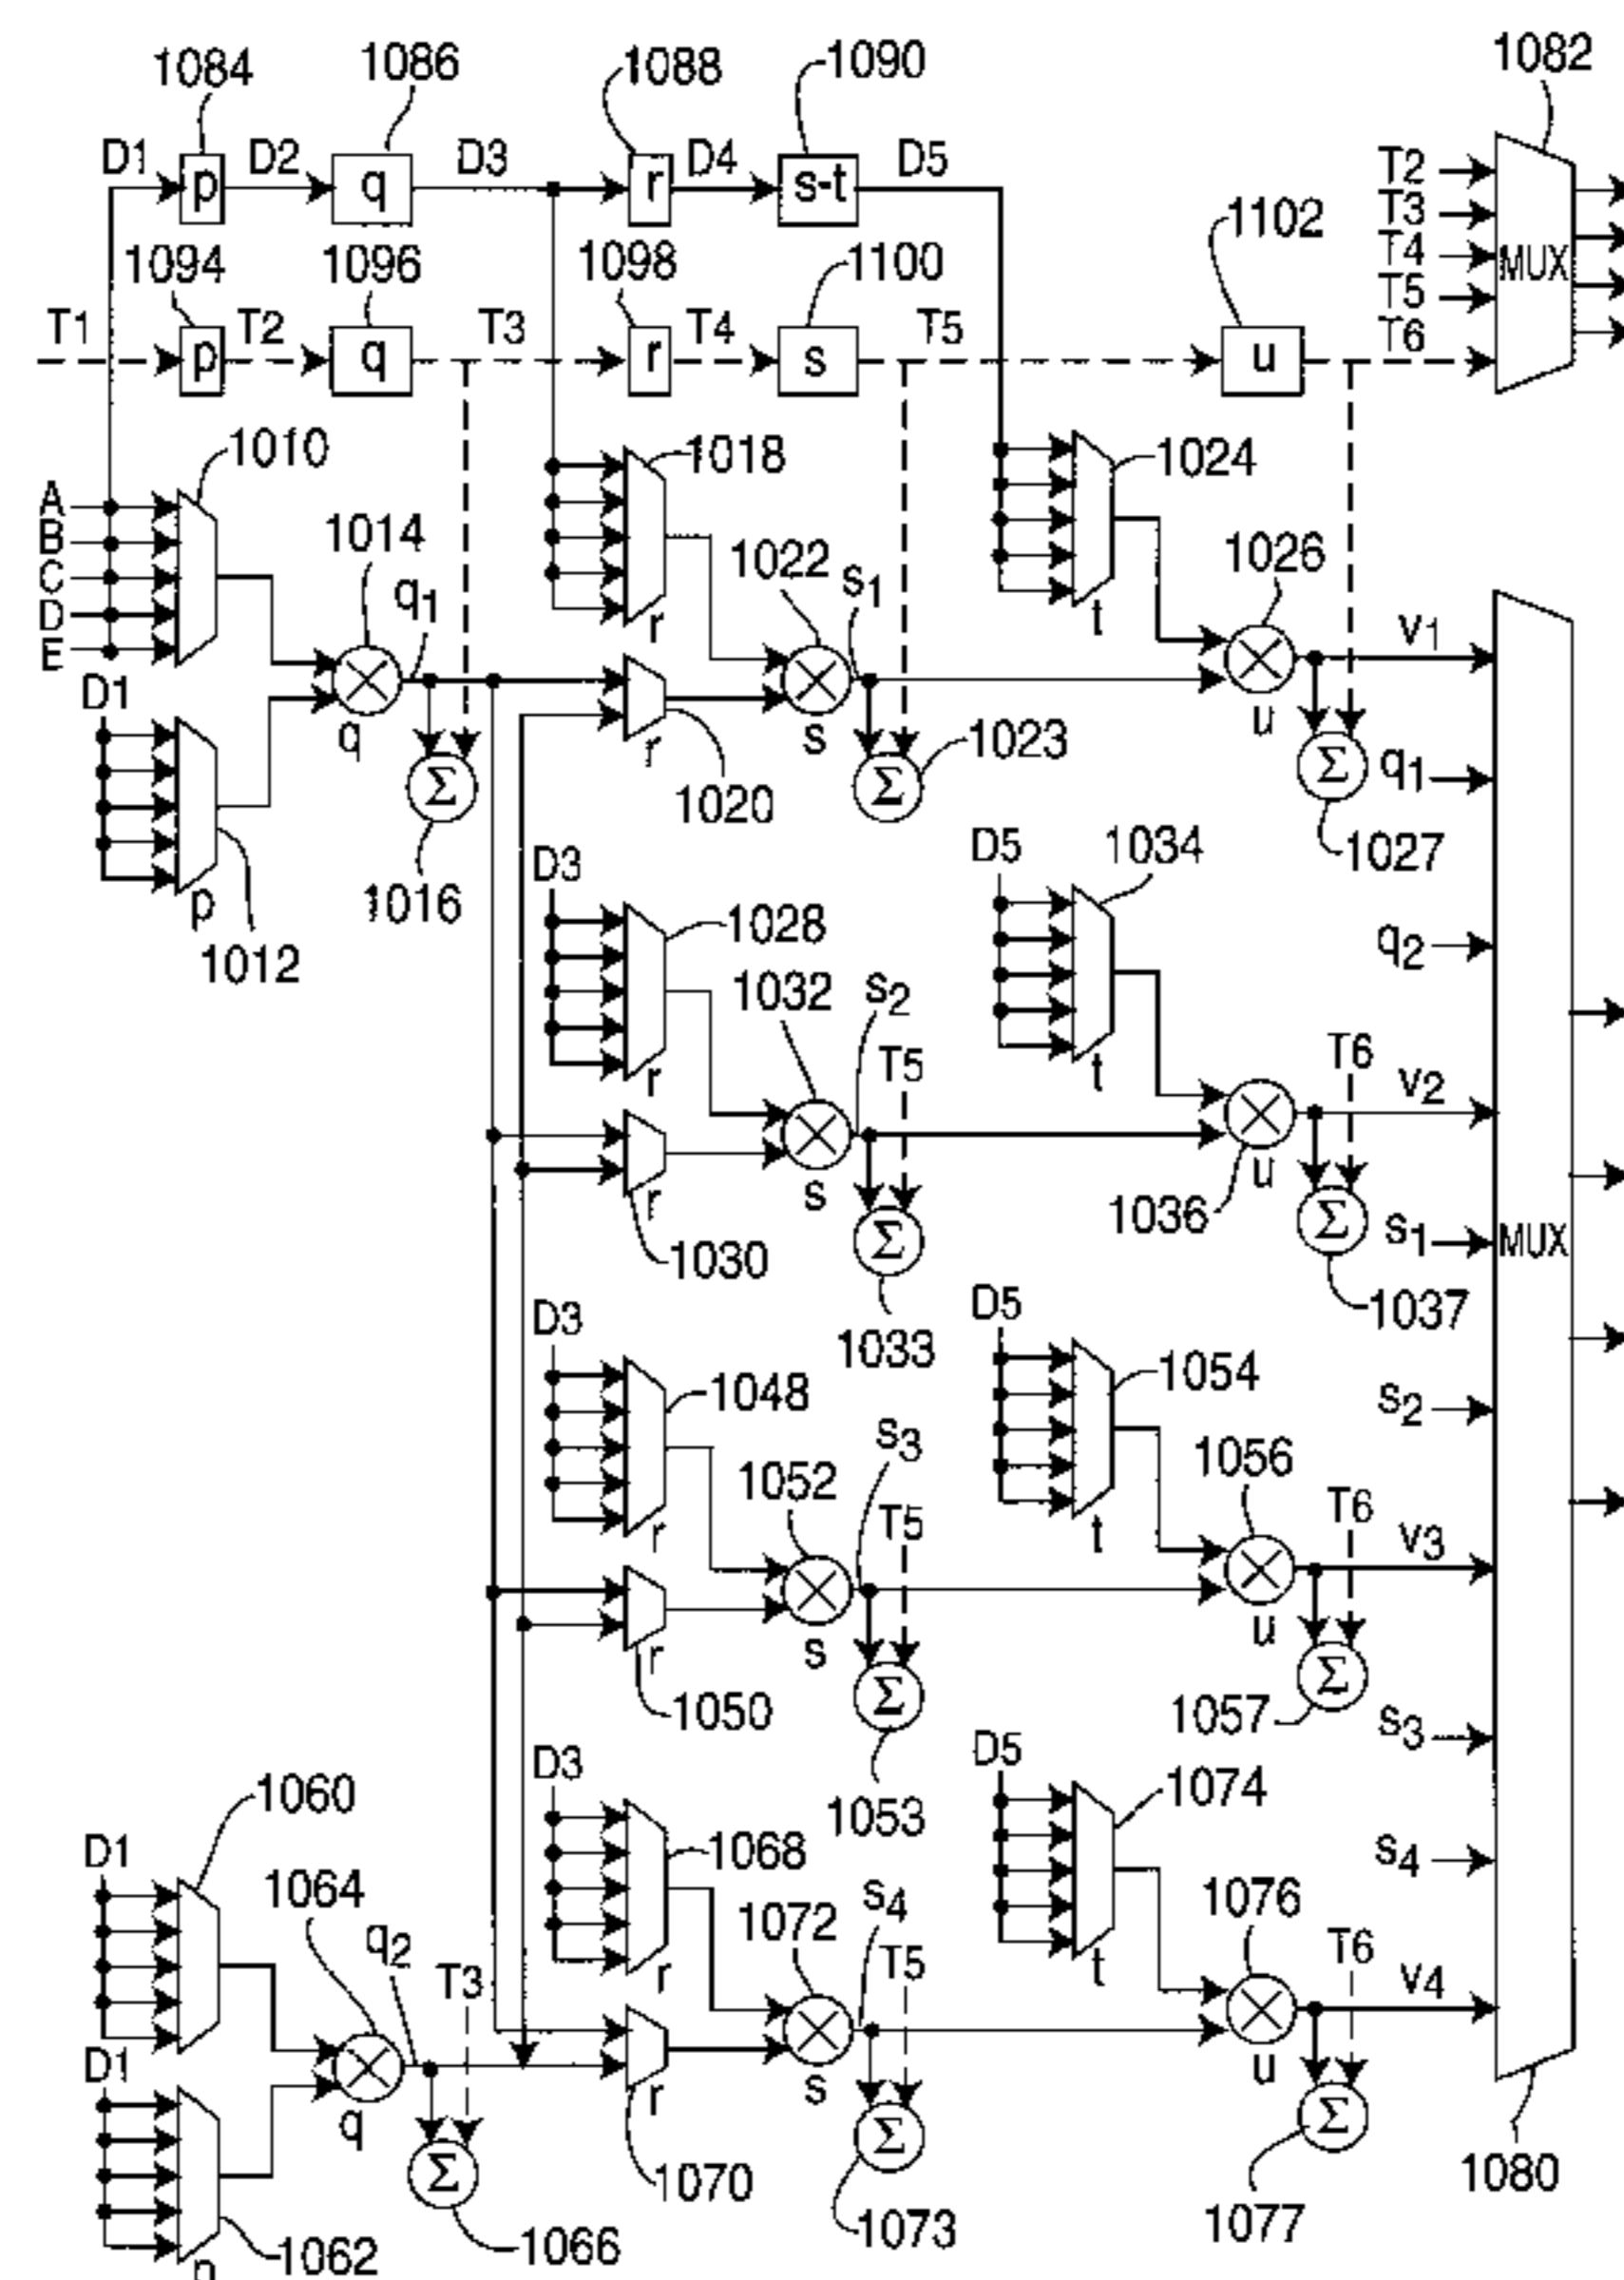 1084 1086 1088 1090 1082
D1 p D2 q D3 r D4 s-t D5 T2
T3
1094 1096 1098 1100 1102 T4 MUX
T5
T1 p T2 q T3 r T4 s T5 u T6
1010 1018 1024
A
B 1014 1022 1026
C q1 s1
D r t
E v1
D1 q r s u
1023 q1
Σ Σ Σ
1020 1027
1016 D3 D5 1034
p 1028 q2
1012 1032 s2
r T5 t T6 v2
r s 1036 u
1030 Σ Σ s1 MUX
D3 1033 D5 1037
1048 1054 s2
1052 s3 1056
r T5 t T6 v3
r s u
1050 Σ 1057 Σ s3
D3 1053 D5
1060 1068 1074 s4
D1 1064 1072 s4 1076
q2 T3 r T5 t T6 v4
D1 q r s u
Σ 1070 Σ Σ 1080
1062 1066 1073 1077